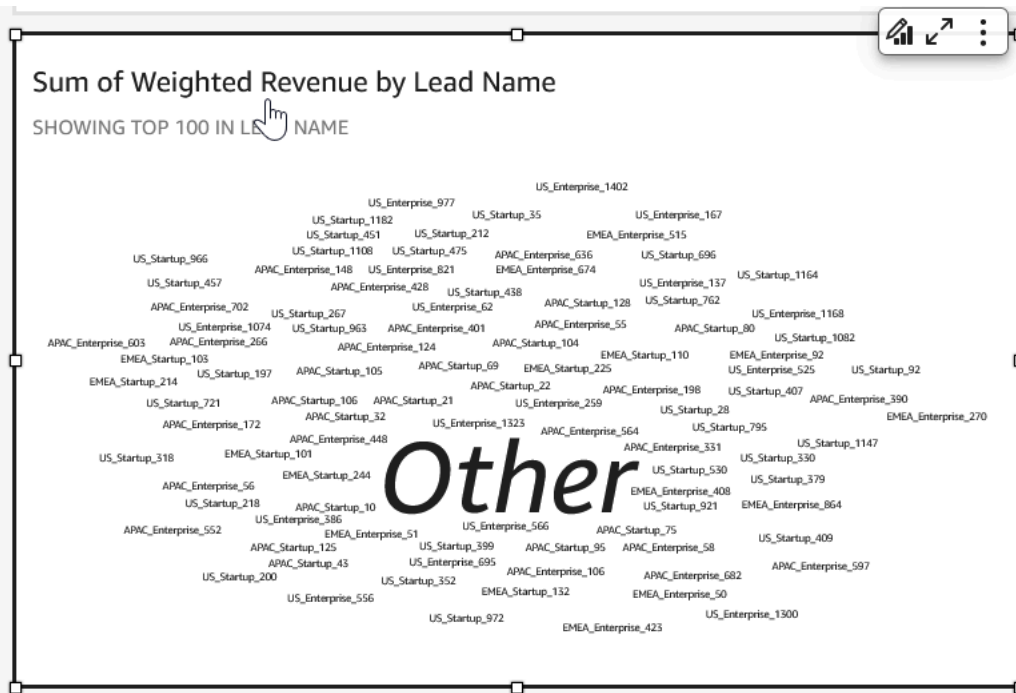 Sum of Weighted Revenue by Lead Name
SHOWING TOP 100 IN NAME
US_Enterprise_1402
US_Enterprise_977
US_Startup_35
US_Enterprise_167
US_Startup_1182
US_Startup_451
US_Startup_212
EMEA_Enterprise_515
US_Startup_1108
US_Startup_475
APAC_Enterprise_636
US_Startup_696
US_Startup_966
APAC_Enterprise_148
US_Enterprise_821
EMEA_Enterprise_674
US_Startup_1164
US_Startup_457
APAC_Enterprise_428
US_Startup_438
US_Enterprise_137
APAC_Enterprise_702
US_Startup_267
US_Enterprise_62
APAC_Startup_128
US_Startup_762
US_Enterprise_1168
US_Enterprise_1074
US_Startup_963
APAC_Enterprise_401
APAC_Enterprise_55
APAC_Startup_80
US_Startup_1082
APAC_Enterprise_603
APAC_Enterprise_266
APAC_Enterprise_124
APAC_Startup_104
EMEA_Startup_103
EMEA_Startup_110
EMEA_Enterprise_92
US_Startup_197
APAC_Startup_105
APAC_Startup_69
EMEA_Startup_225
US_Enterprise_525
US_Startup_92
EMEA_Startup_214
APAC_Startup_22
APAC_Enterprise_198
US_Startup_407
APAC_Enterprise_390
US_Startup_721
APAC_Startup_106
APAC_Startup_21
US_Enterprise_259
US_Startup_28
EMEA_Enterprise_270
APAC_Enterprise_172
APAC_Startup_32
US_Enterprise_1323
APAC_Enterprise_564
US_Startup_795
APAC_Enterprise_448
APAC_Enterprise_331
US_Startup_1147
US_Startup_318
EMEA_Startup_101
US_Startup_330
EMEA_Startup_244
Other
US_Startup_530
US_Startup_379
APAC_Enterprise_56
EMEA_Enterprise_408
US_Startup_218
APAC_Startup_10
US_Startup_921
EMEA_Enterprise_864
US_Enterprise_386
APAC_Enterprise_552
EMEA_Enterprise_51
US_Enterprise_566
APAC_Startup_75
US_Startup_409
APAC_Startup_125
US_Startup_399
APAC_Startup_95
APAC_Enterprise_58
APAC_Startup_43
US_Enterprise_695
APAC_Enterprise_106
APAC_Enterprise_597
US_Startup_200
US_Startup_352
APAC_Enterprise_682
US_Enterprise_556
EMEA_Startup_132
EMEA_Enterprise_50
US_Startup_972
US_Enterprise_1300
EMEA_Enterprise_423